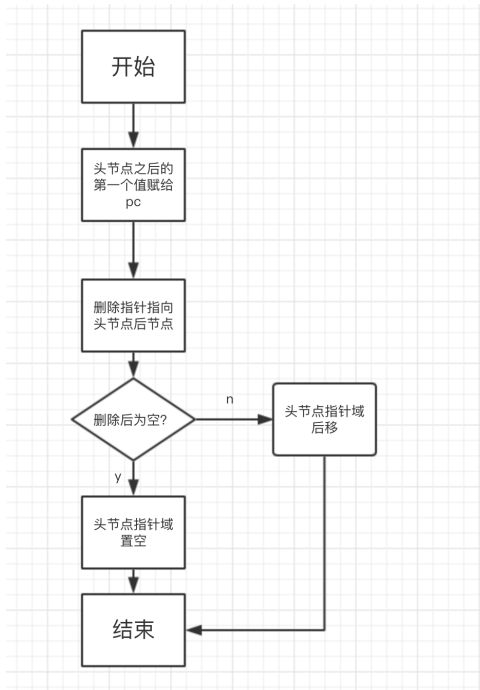 开始
头节点之后的
第一个值赋给
pc
删除指针指向
头节点后节点
删除后为空?
n
头节点指针域
后移
y
头节点指针域
置空
结束